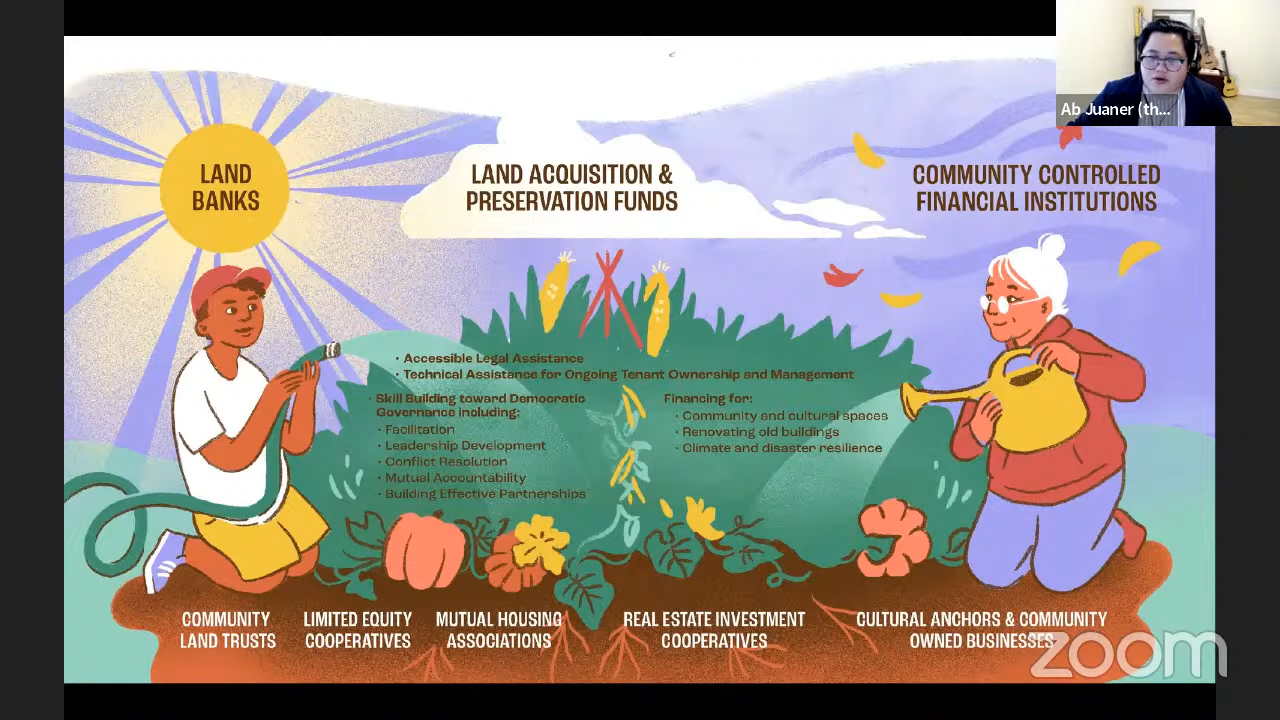 Ab Juaner (th...
LAND
BANKS
LAND ACQUISITION &
PRESERVATION FUNDS
COMMUNITY CONTROLLED
FINANCIAL INSTITUTIONS
• Accessible Legal Assistance
• Technical Assistance for Ongoing Tenant Ownership and Management
• Skill Building toward Democratic
Governance including:
• Facilitation
• Leadership Development
• Conflict Resolution
• Mutual Accountability
• Building Effective Partnerships
Financing for:
• Community and cultural spaces
• Renovating old buildings
• Climate and disaster resilience
COMMUNITY
LAND TRUSTS
LIMITED EQUITY
COOPERATIVES
MUTUAL HOUSING
ASSOCIATIONS
REAL ESTATE INVESTMENT
COOPERATIVES
CULTURAL ANCHORS & COMMUNITY
OWNED BUSINESSES
zoom